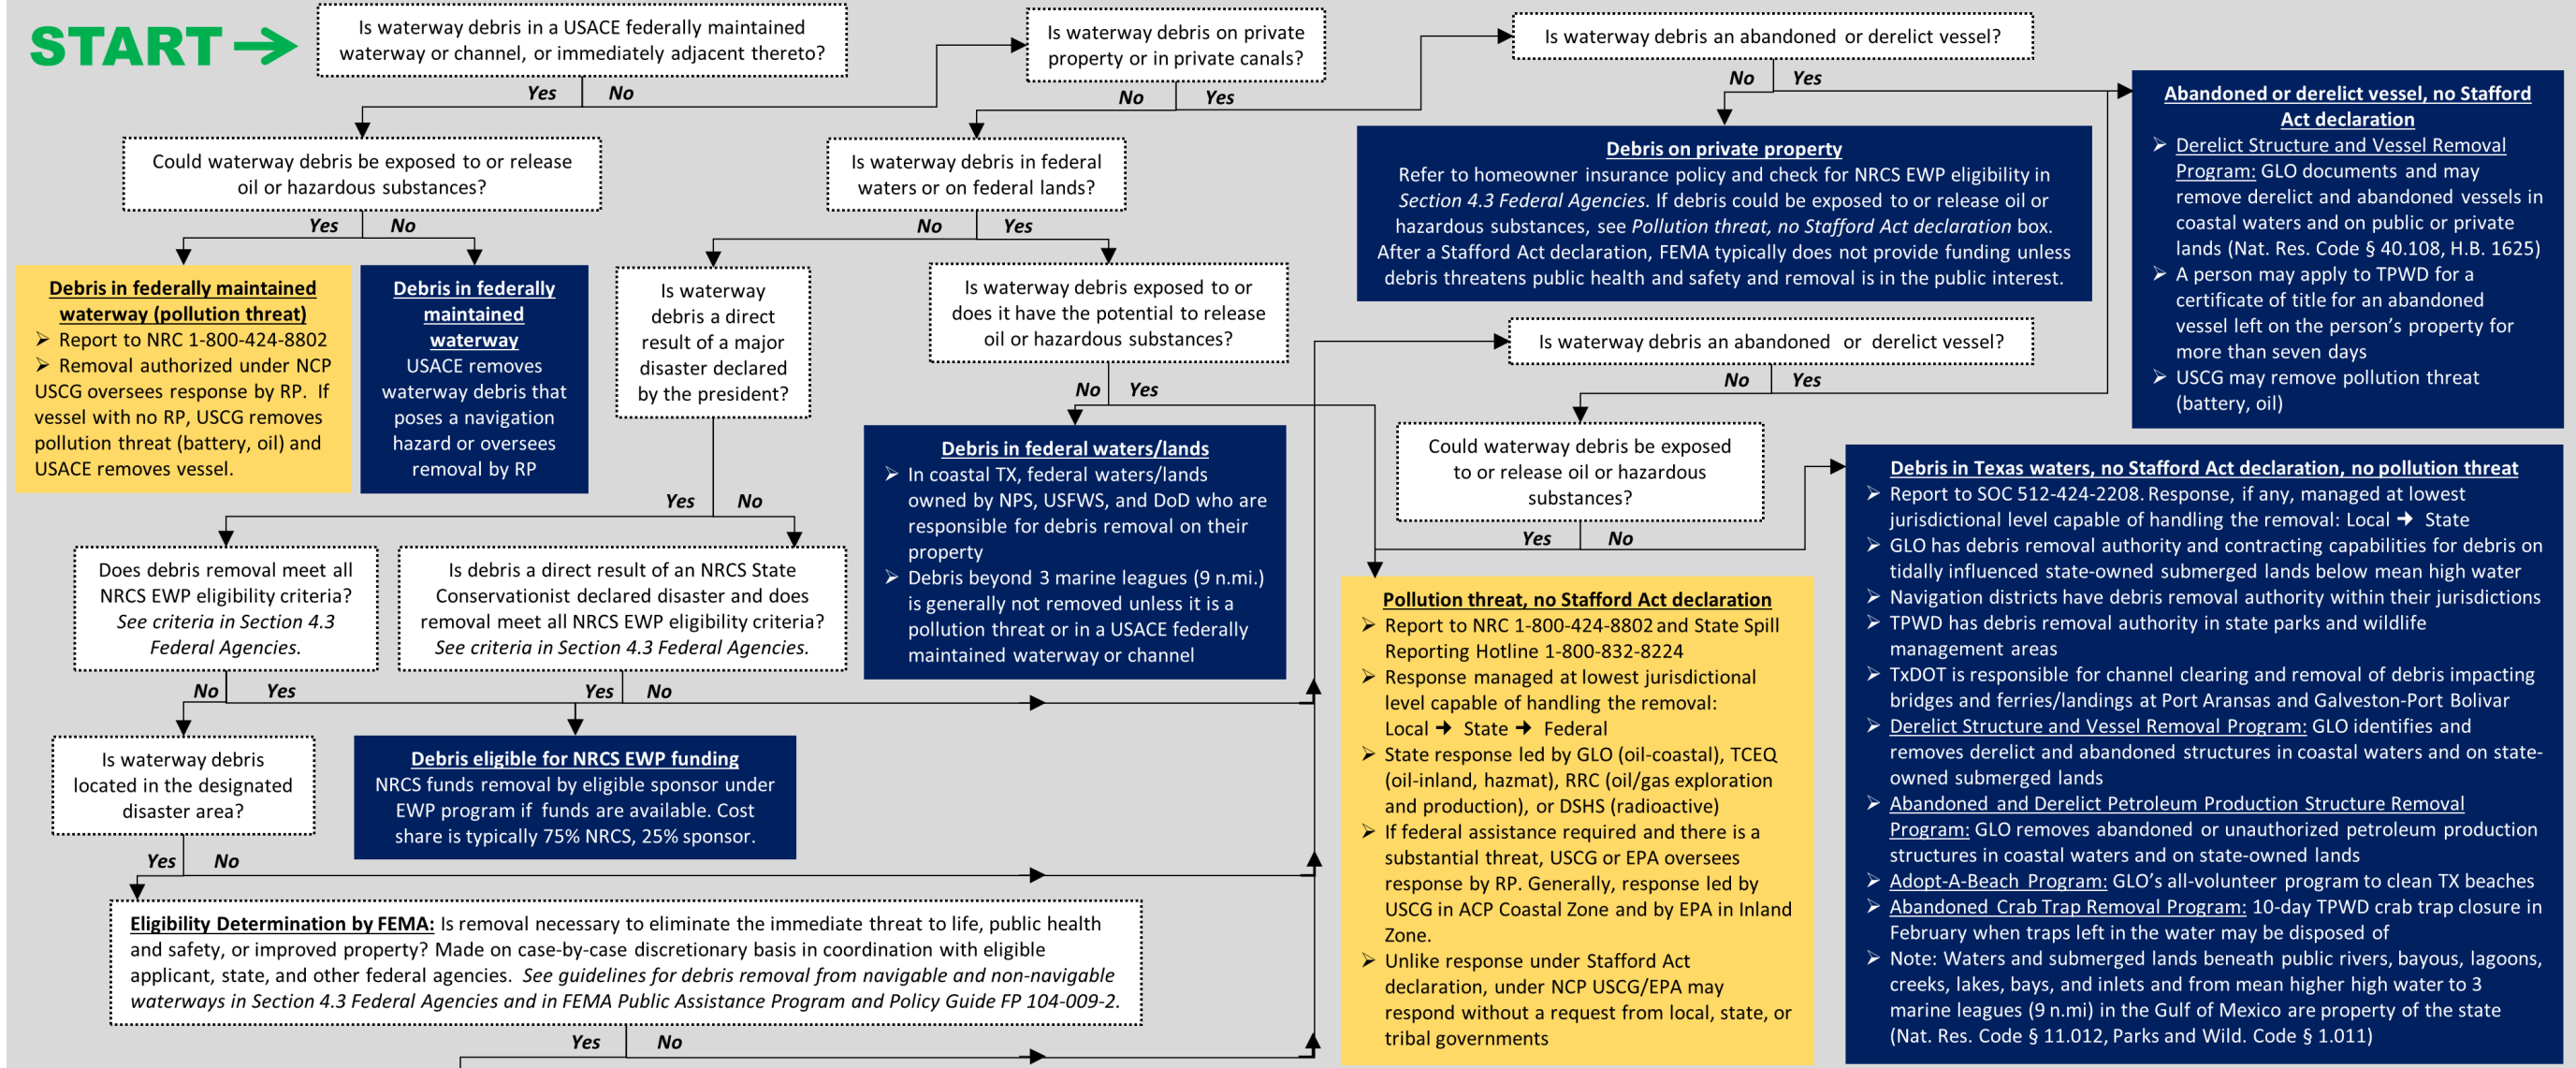 START
Is waterway debris in a USACE federally maintained
waterway or channel, or immediately adjacent thereto?
Yes
No
Is waterway debris on private
property or in private canals?
No
Yes
Is waterway debris an abandoned or derelict vessel?
No
Yes
Could waterway debris be exposed to or release
oil or hazardous substances?
Yes
No
Is waterway debris in federal
waters or on federal lands?
No
Yes
Debris on private property
Refer to homeowner insurance policy and check for NRCS EWP eligibility in
Section 4.3 Federal Agencies. If debris could be exposed to or release oil or
hazardous substances, see Pollution threat, no Stafford Act declaration box.
After a Stafford Act declaration, FEMA typically does not provide funding unless
debris threatens public health and safety and removal is in the public interest.
Abandoned or derelict vessel, no Stafford
Act declaration
➢ Derelict Structure and Vessel Removal
Program: GLO documents and may
remove derelict and abandoned vessels in
coastal waters and on public or private
lands (Nat. Res. Code § 40.108, H.B. 1625)
➢ A person may apply to TPWD for a
certificate of title for an abandoned
vessel left on the person's property for
more than seven days
➢ USCG may remove pollution threat
(battery, oil)
Debris in federally maintained
waterway (pollution threat)
➢ Report to NRC 1-800-424-8802
➢ Removal authorized under NCP
USCG oversees response by RP. If
vessel with no RP, USCG removes
pollution threat (battery, oil) and
USACE removes vessel.
Debris in federally
maintained
waterway
USACE removes
waterway debris that
poses a navigation
hazard or oversees
removal by RP
Is waterway
debris a direct
result of a major
disaster declared
by the president?
Yes
No
Is waterway debris exposed to or
does it have the potential to release
oil or hazardous substances?
No
Yes
Debris in federal waters/lands
➢ In coastal TX, federal waters/lands
owned by NPS, USFWS, and DoD who are
responsible for debris removal on their
property
➢ Debris beyond 3 marine leagues (9 n.mi.)
is generally not removed unless it is a
pollution threat or in a USACE federally
maintained waterway or channel
Is waterway debris an abandoned or derelict vessel?
No
Yes
Could waterway debris be exposed
to or release oil or hazardous
substances?
Yes
No
Does debris removal meet all
NRCS EWP eligibility criteria?
See criteria in Section 4.3
Federal Agencies.
No
Yes
Is debris a direct result of an NRCS State
Conservationist declared disaster and does
removal meet all NRCS EWP eligibility criteria?
See criteria in Section 4.3 Federal Agencies.
Yes
No
Is waterway debris
located in the designated
disaster area?
Yes
No
Debris eligible for NRCS EWP funding
NRCS funds removal by eligible sponsor under
EWP program if funds are available. Cost
share is typically 75% NRCS, 25% sponsor.
Eligibility Determination by FEMA: Is removal necessary to eliminate the immediate threat to life, public health
and safety, or improved property? Made on case-by-case discretionary basis in coordination with eligible
applicant, state, and other federal agencies. See guidelines for debris removal from navigable and non-navigable
waterways in Section 4.3 Federal Agencies and in FEMA Public Assistance Program and Policy Guide FP 104-009-2.
Yes
No
Pollution threat, no Stafford Act declaration
➢ Report to NRC 1-800-424-8802 and State Spill
Reporting Hotline 1-800-832-8224
➢ Response managed at lowest jurisdictional
level capable of handling the removal:
Local → State → Federal
➢ State response led by GLO (oil-coastal), TCEQ
(oil-inland, hazmat), RRC (oil/gas exploration
and production), or DSHS (radioactive)
➢ If federal assistance required and there is a
substantial threat, USCG or EPA oversees
response by RP. Generally, response led by
USCG in ACP Coastal Zone and by EPA in Inland
Zone.
➢ Unlike response under Stafford Act
declaration, under NCP USCG/EPA may
respond without a request from local, state, or
tribal governments
Debris in Texas waters, no Stafford Act declaration, no pollution threat
➢ Report to SOC 512-424-2208. Response, if any, managed at lowest
jurisdictional level capable of handling the removal: Local → State
➢ GLO has debris removal authority and contracting capabilities for debris on
tidally influenced state-owned submerged lands below mean high water
➢ Navigation districts have debris removal authority within their jurisdictions
➢ TPWD has debris removal authority in state parks and wildlife
management areas
➢ TxDOT is responsible for channel clearing and removal of debris impacting
bridges and ferries/landings at Port Aransas and Galveston-Port Bolivar
➢ Derelict Structure and Vessel Removal Program: GLO identifies and
removes derelict and abandoned structures in coastal waters and on state-
owned submerged lands
➢ Abandoned and Derelict Petroleum Production Structure Removal
Program: GLO removes abandoned or unauthorized petroleum production
structures in coastal waters and on state-owned lands
➢ Adopt-A-Beach Program: GLO's all-volunteer program to clean TX beaches
➢ Abandoned Crab Trap Removal Program: 10-day TPWD crab trap closure in
February when traps left in the water may be disposed of
➢ Note: Waters and submerged lands beneath public rivers, bayous, lagoons,
creeks, lakes, bays, and inlets and from mean higher high water to 3
marine leagues (9 n.mi) in the Gulf of Mexico are property of the state
(Nat. Res. Code § 11.012, Parks and Wild. Code § 1.011)